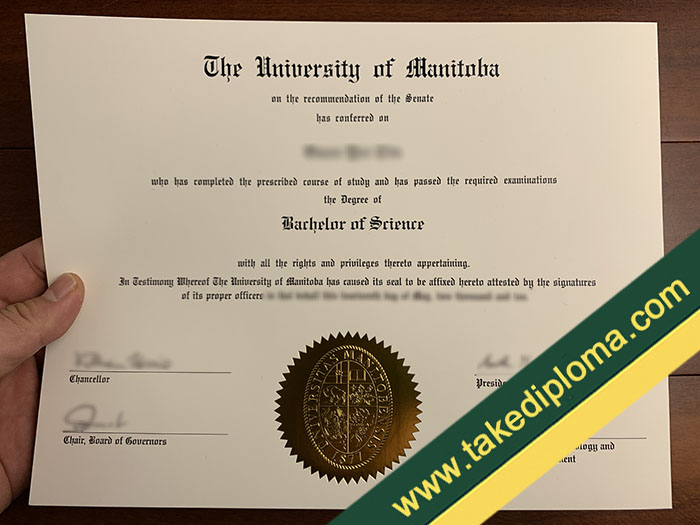 The University of Manitoba
on the recommendation of the Senate
has conferred on
who has completed the prescribed course of study and has passed the required examinations
the Degree of
Bachelor of Science
with all the rights and privileges thereto appertaining.
In Testimony Whereof The University of Manitoba has caused its seal to be affixed hereto attested by the signatures
of its proper officers
Chancellor
Chair, Board of Governors
1877
www.takediploma.com